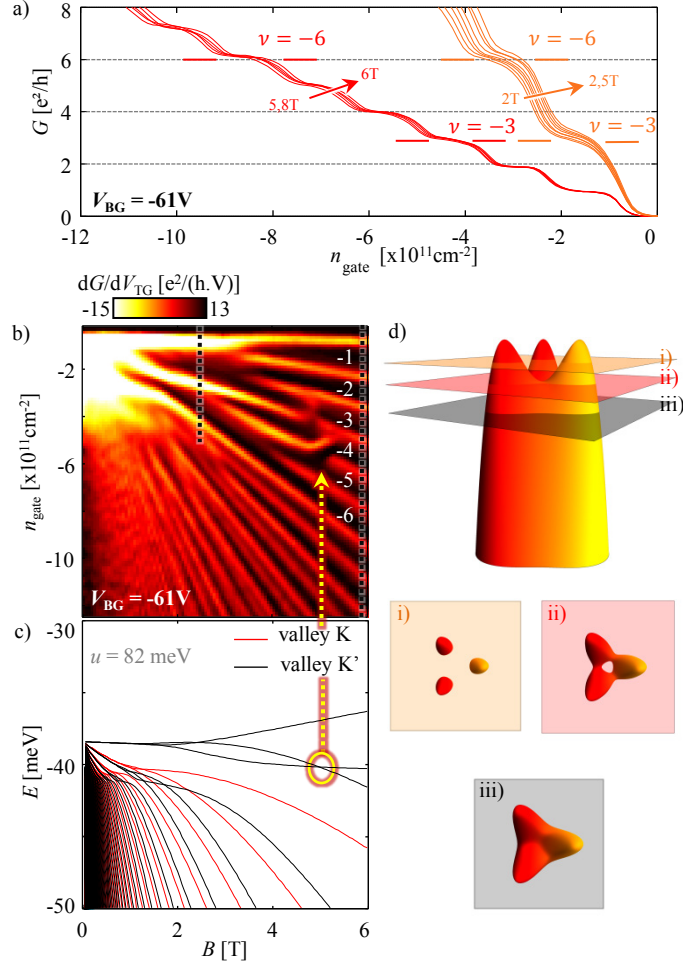 a)
8
6
4
2
0
G [e²/h]
ν = −6
ν = −6
6T
5,8T
2,5T
2T
ν = −3
ν = −3
V_BG = -61V
-12
-10
-8
-6
-4
-2
0
n_gate [x10¹¹cm⁻²]
dG/dV_TG [e²/(h.V)]
-15
13
b)
-2
-6
-10
n_gate [x10¹¹cm⁻²]
-1
-2
-3
-4
-5
-6
V_BG = -61V
c)
-30
-40
-50
E [meV]
u = 82 meV
valley K
valley K'
0
2
4
6
B [T]
d)
i)
ii)
iii)
i)
ii)
iii)